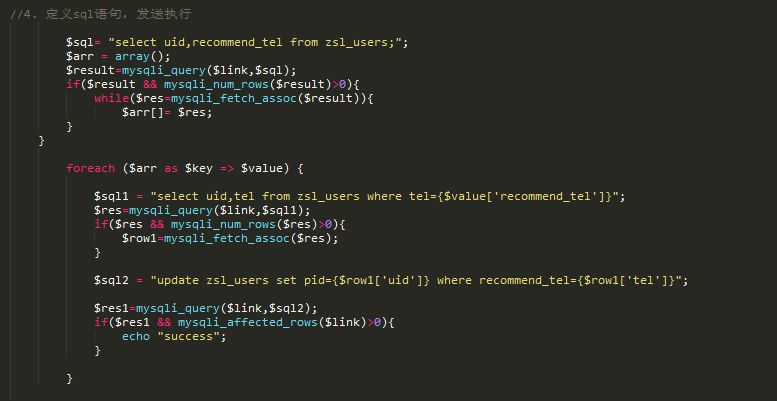 //4. 定义sql语句，发送执行
$sql= "select uid,recommend_tel from zsl_users;";
$arr = array();
$result=mysqli_query($link,$sql);
if($result && mysqli_num_rows($result)>0){
while($res=mysqli_fetch_assoc($result)){
$arr[]= $res;
}
}
foreach ($arr as $key => $value) {
$sql1 = "select uid,tel from zsl_users where tel={$value['recommend_tel']}";
$res=mysqli_query($link,$sql1);
if($res && mysqli_num_rows($res)>0){
$row1=mysqli_fetch_assoc($res);
}
$sql2 = "update zsl_users set pid={$row1['uid']} where recommend_tel={$row1['tel']}";
$res1=mysqli_query($link,$sql2);
if($res1 && mysqli_affected_rows($link)>0){
echo "success";
}
}